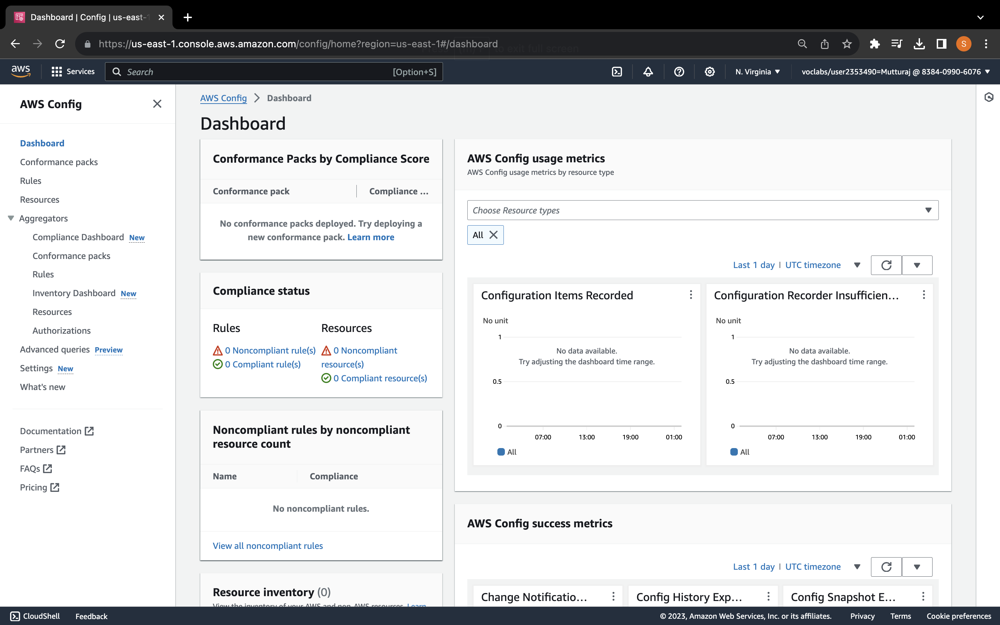 Dashboard | Config | us-east-1
https://us-east-1.console.aws.amazon.com/config/home?region=us-east-1#/dashboard
to exit full screen
aws
Services
Search
[Option+S]
N. Virginia
voclabs/user2353490=Mutturaj @ 8384-0990-6076
S
AWS Config
Dashboard
Conformance packs
Rules
Resources
Aggregators
Compliance Dashboard New
Conformance packs
Rules
Inventory Dashboard New
Resources
Authorizations
Advanced queries Preview
Settings New
What's new
Documentation
Partners
FAQs
Pricing
AWS Config > Dashboard
Dashboard
Conformance Packs by Compliance Score
Conformance pack
Compliance ...
No conformance packs deployed. Try deploying a
new conformance pack. Learn more
Compliance status
Rules
0 Noncompliant rule(s)
0 Compliant rule(s)
Resources
0 Noncompliant
resource(s)
0 Compliant resource(s)
Noncompliant rules by noncompliant
resource count
Name
Compliance
No noncompliant rules.
View all noncompliant rules
Resource inventory (0)
View the inventory of your AWS and non-AWS resources. Learn
AWS Config usage metrics
AWS Config usage metrics by resource type
Choose Resource types
All
Last 1 day | UTC timezone
Configuration Items Recorded
No unit
1
No data available.
Try adjusting the dashboard time range.
0.5
0
07:00 13:00 19:00 01:00
All
Configuration Recorder Insufficien...
No unit
1
No data available.
Try adjusting the dashboard time range.
0.5
0
07:00 13:00 19:00 01:00
All
AWS Config success metrics
Last 1 day | UTC timezone
Change Notificatio...
Config History Exp...
Config Snapshot E...
CloudShell
Feedback
© 2023, Amazon Web Services, Inc. or its affiliates.
Privacy
Terms
Cookie preferences